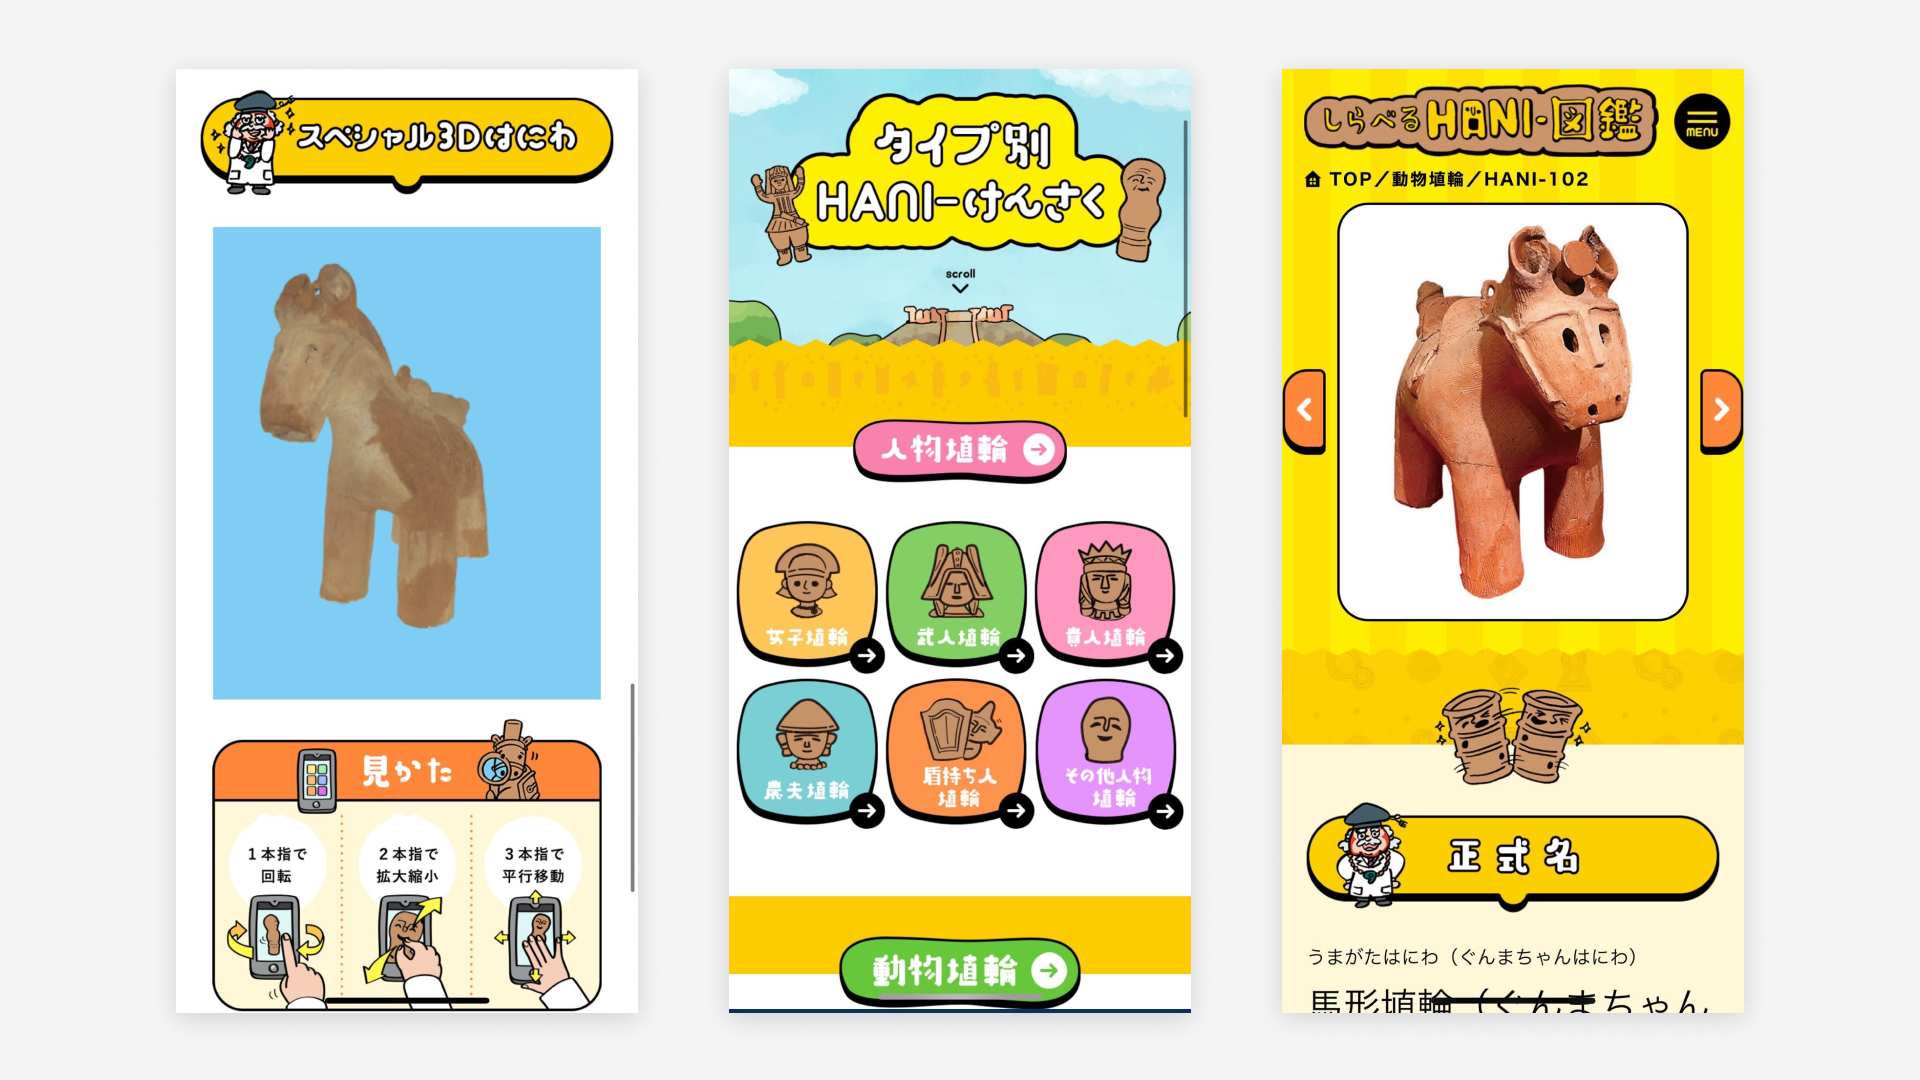 スペシャル3Dはにわ
見かた
1本指で
回転
2本指で
拡大縮小
3本指で
平行移動
タイプ別
HANI-けんさく
scroll
人物埴輪
女子埴輪
武人埴輪
貴人埴輪
農夫埴輪
盾持ち人
埴輪
その他人物
埴輪
動物埴輪
しらべるHANI-図鑑
MENU
TOP／動物埴輪／HANI-102
正式名
うまがたはにわ（ぐんまちゃんはにわ）
馬形埴輪（ぐんまちゃん